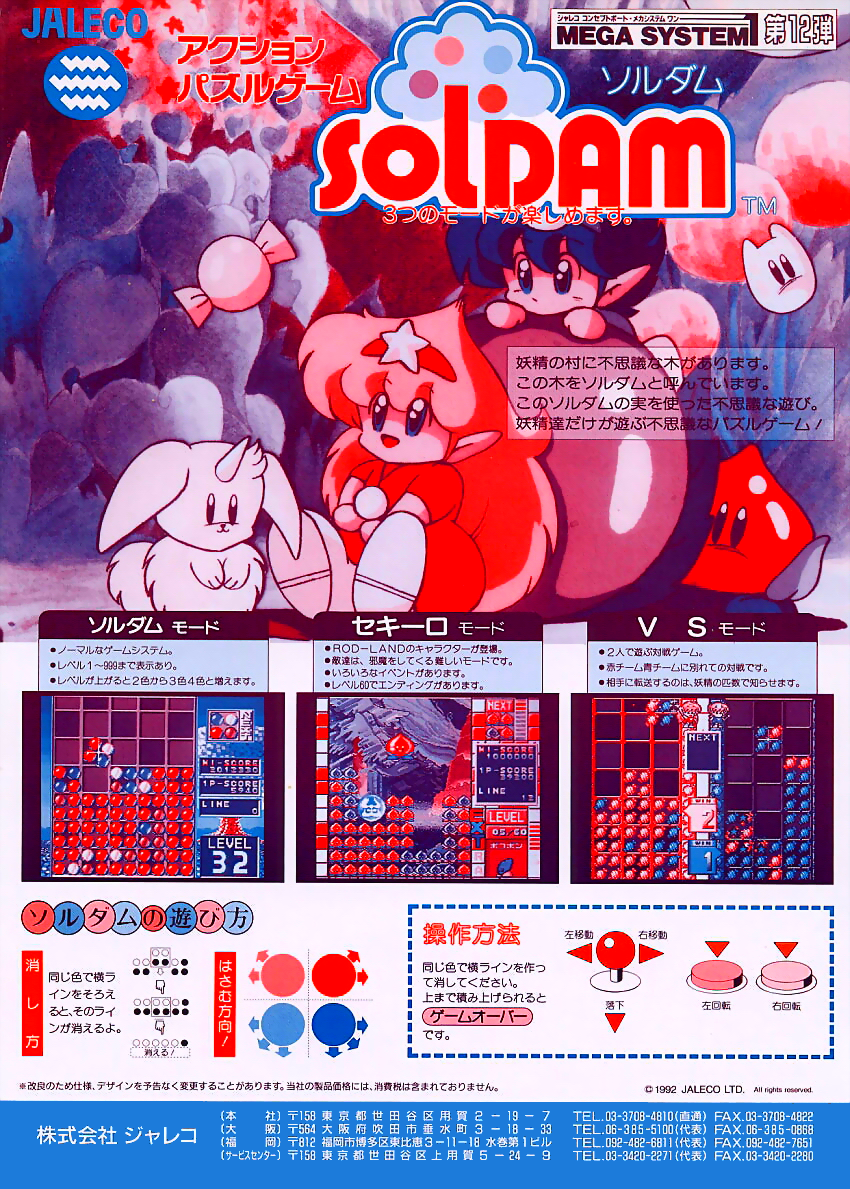 JALECO
アクション
パズルゲーム
ジャレコ コンセプトボード・メカシステム ワン
MEGA SYSTEM1 第12弾
ソルダム
SOLDAM
TM
3つのモードが楽しめます。
妖精の村に不思議な木があります。
この木をソルダムと呼んでいます。
このソルダムの実を使った不思議な遊び。
妖精達だけが遊ぶ不思議なパズルゲーム！
ソルダム モード
●ノーマルなゲームシステム。
●レベル1～999まで表示あり。
●レベルが上がると2色から3色4色と増えます。
セキーロ モード
●ROD-LANDのキャラクターが登場。
●敵達は、邪魔をしてくる難しいモードです。
●いろいろなイベントがあります。
●レベル60でエンディングがあります。
VS・モード
●2人で遊ぶ対戦ゲーム。
●赤チーム青チームに別れての対戦です。
●相手に転送するのは、妖精の匹数で知らせます。
NEXT
HI-SCORE
1P-SCORE
LINE
LEVEL
32
NEXT
HI-SCORE
1000000
1P-SCORE
LINE
13
LEVEL
05/60
ポコポン
EXTRA
NEXT
WIN
2
WIN
1
ソルダムの遊び方
消し方
同じ色で横ラ
インをそろえ
ると、そのライ
ンが消えるよ。
消える！
はさむ方向！
操作方法
同じ色で横ラインを作っ
て消してください。
上まで積み上げられると
ゲームオーバー
です。
左移動
右移動
落下
左回転
右回転
※改良のため仕様、デザインを予告なく変更することがあります。当社の製品価格には、消費税は含まれておりません。
©1992 JALECO LTD. All rights reserved.
株式会社 ジャレコ
(本 社) 〒158 東京都世田谷区用賀2-19-7 TEL.03-3708-4810(直通) FAX.03-3708-4822
(大 阪) 〒564 大阪府吹田市垂水町3-18-33 TEL.06-385-5100(代表) FAX.06-385-0868
(福 岡) 〒812 福岡市博多区東比恵3-11-18 水巻第1ビル TEL.092-482-6811(代表) FAX.092-482-7651
(サービスセンター) 〒158 東京都世田谷区上用賀5-24-9 TEL.03-3420-2271(代表) FAX.03-3420-2280